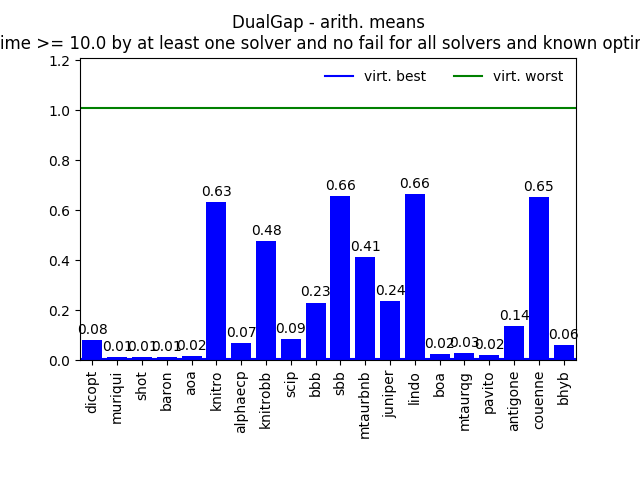 DualGap - arith. means
ime >= 10.0 by at least one solver and no fail for all solvers and known optim
virt. best
virt. worst
1.2
1.0
0.8
0.6
0.4
0.2
0.0
0.08
0.01
0.01
0.01
0.02
0.63
0.07
0.48
0.09
0.23
0.66
0.41
0.24
0.66
0.02
0.03
0.02
0.14
0.65
0.06
dicopt
muriqui
shot
baron
aoa
knitro
alphaecp
knitrobb
scip
bbb
sbb
mtaurbnb
juniper
lindo
boa
mtaurqg
pavito
antigone
couenne
bhyb